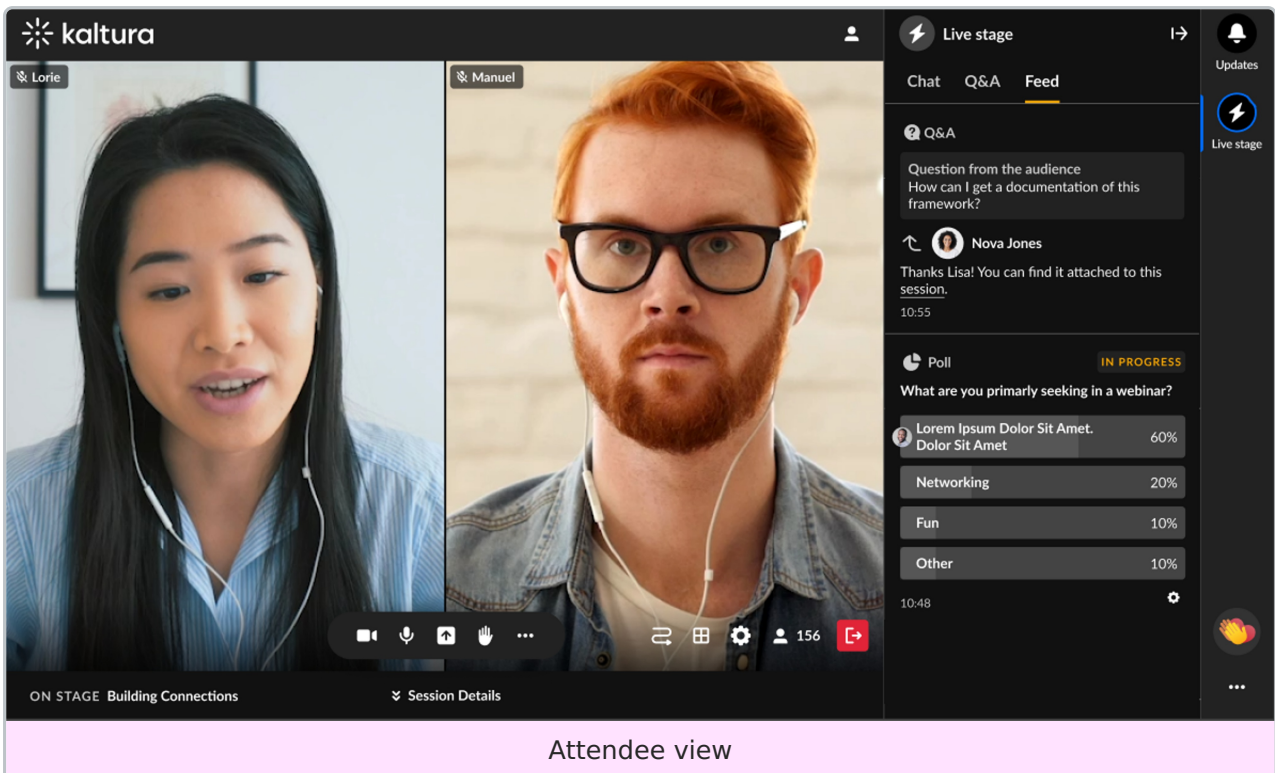 kaltura
Lorie
Manuel
Live stage
Chat Q&A Feed
Q&A
Question from the audience
How can I get a documentation of this
framework?
Nova Jones
Thanks Lisa! You can find it attached to this
session.
10:55
Poll IN PROGRESS
What are you primarly seeking in a webinar?
Lorem Ipsum Dolor Sit Amet.
Dolor Sit Amet 60%
Networking 20%
Fun 10%
Other 10%
10:48
Updates
Live stage
156
ON STAGE Building Connections
Session Details
Attendee view